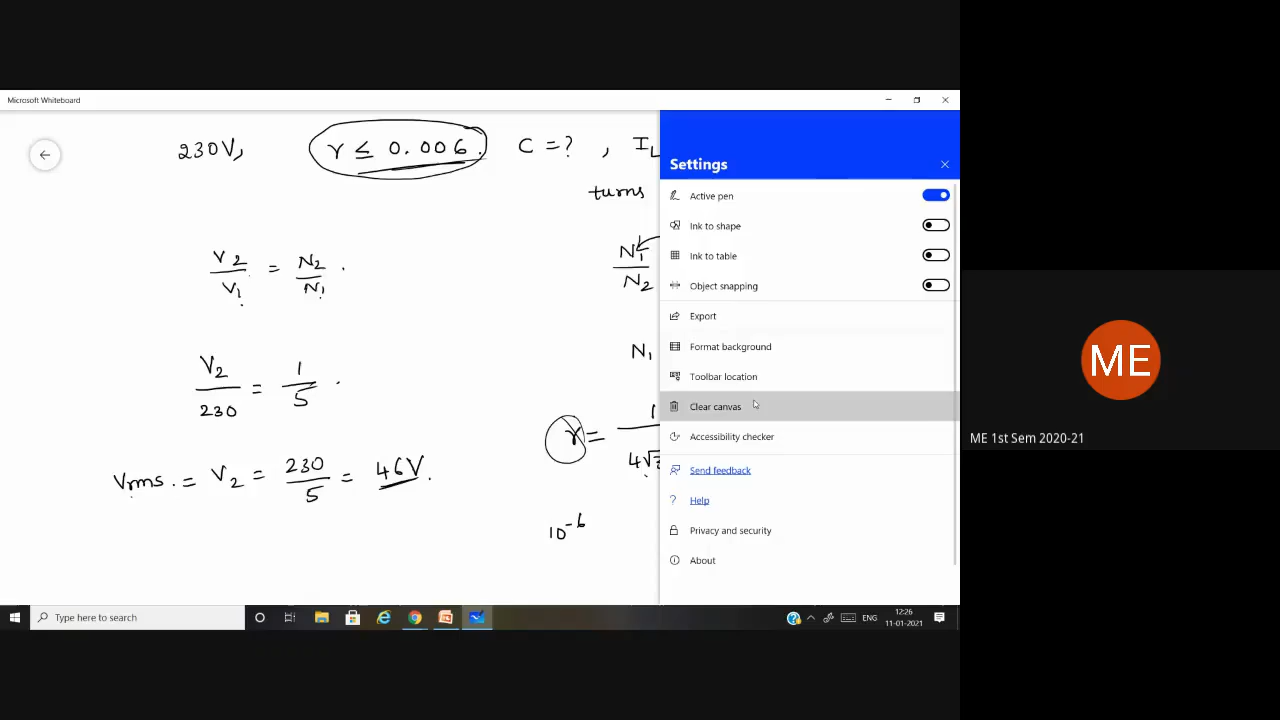 Microsoft Whiteboard
230V, r ≤ 0.006. C = ? , I_L
turns
V2/V1 = N2/N1 .
N1/N2
V2/230 = 1/5 .
N1
r = 1/4√
Vrms. = V2 = 230/5 = 46V.
10^-6
Settings
Active pen
Ink to shape
Ink to table
Object snapping
Export
Format background
Toolbar location
Clear canvas
Accessibility checker
Send feedback
Help
Privacy and security
About
ME
ME 1st Sem 2020-21
Type here to search
ENG
12:26
11-01-2021